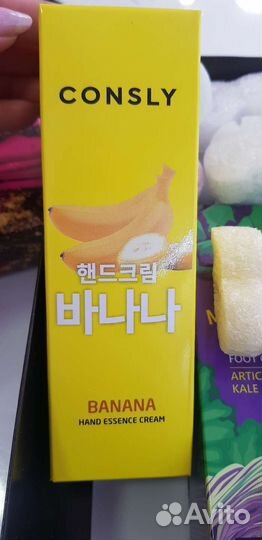 CONSLY
핸드크림
바나나
BANANA
HAND ESSENCE CREAM
FOOT
ARTIC
KALE
Avito